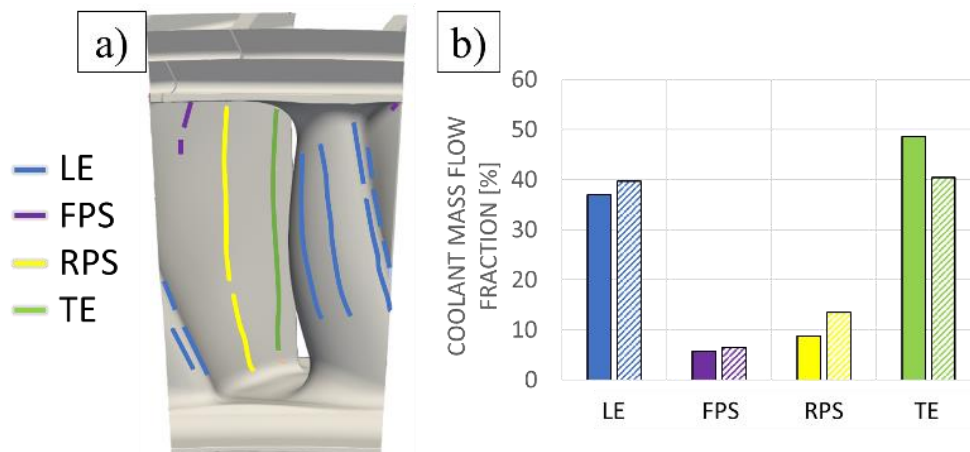 a)
LE
FPS
RPS
TE
b)
COOLANT MASS FLOW
FRACTION [%]
60
50
40
30
20
10
0
LE
FPS
RPS
TE